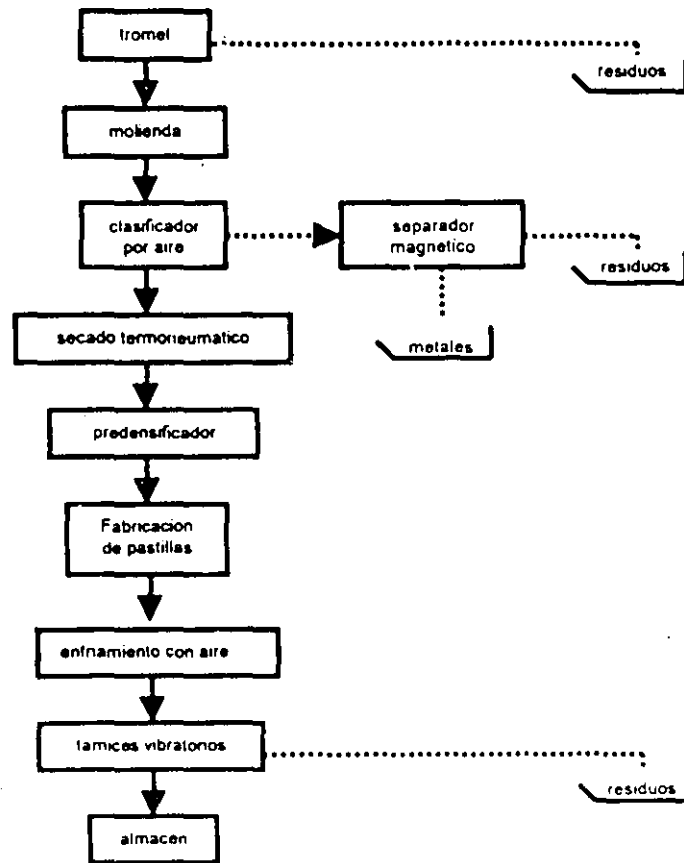 tromel
residuos
molienda
clasificador
por aire
separador
magnetico
residuos
metales
secado termoneumatico
predensificador
Fabricacion
de pastillas
enfriamiento con aire
tamices vibratorios
residuos
almacen